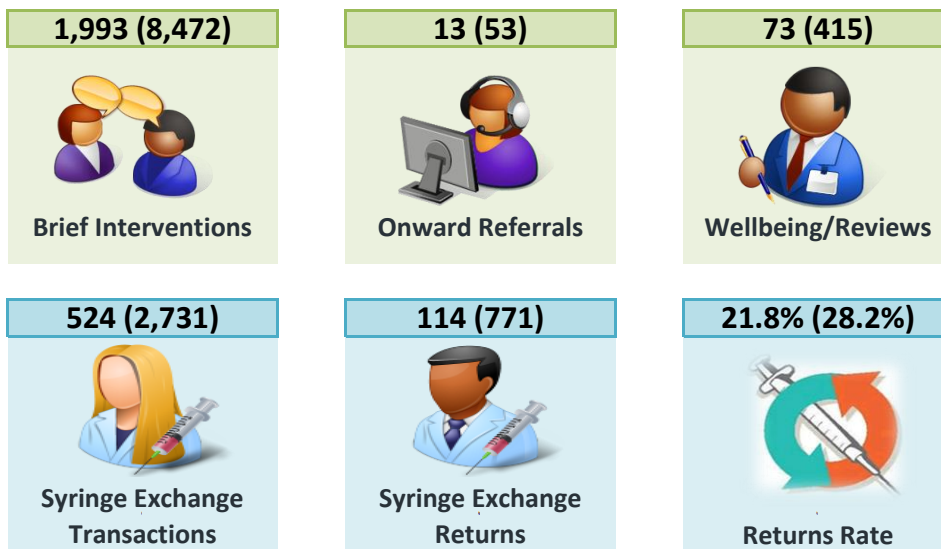 1,993 (8,472)
13 (53)
73 (415)
Brief Interventions
Onward Referrals
Wellbeing/Reviews
524 (2,731)
114 (771)
21.8% (28.2%)
Syringe Exchange
Transactions
Syringe Exchange
Returns
Returns Rate